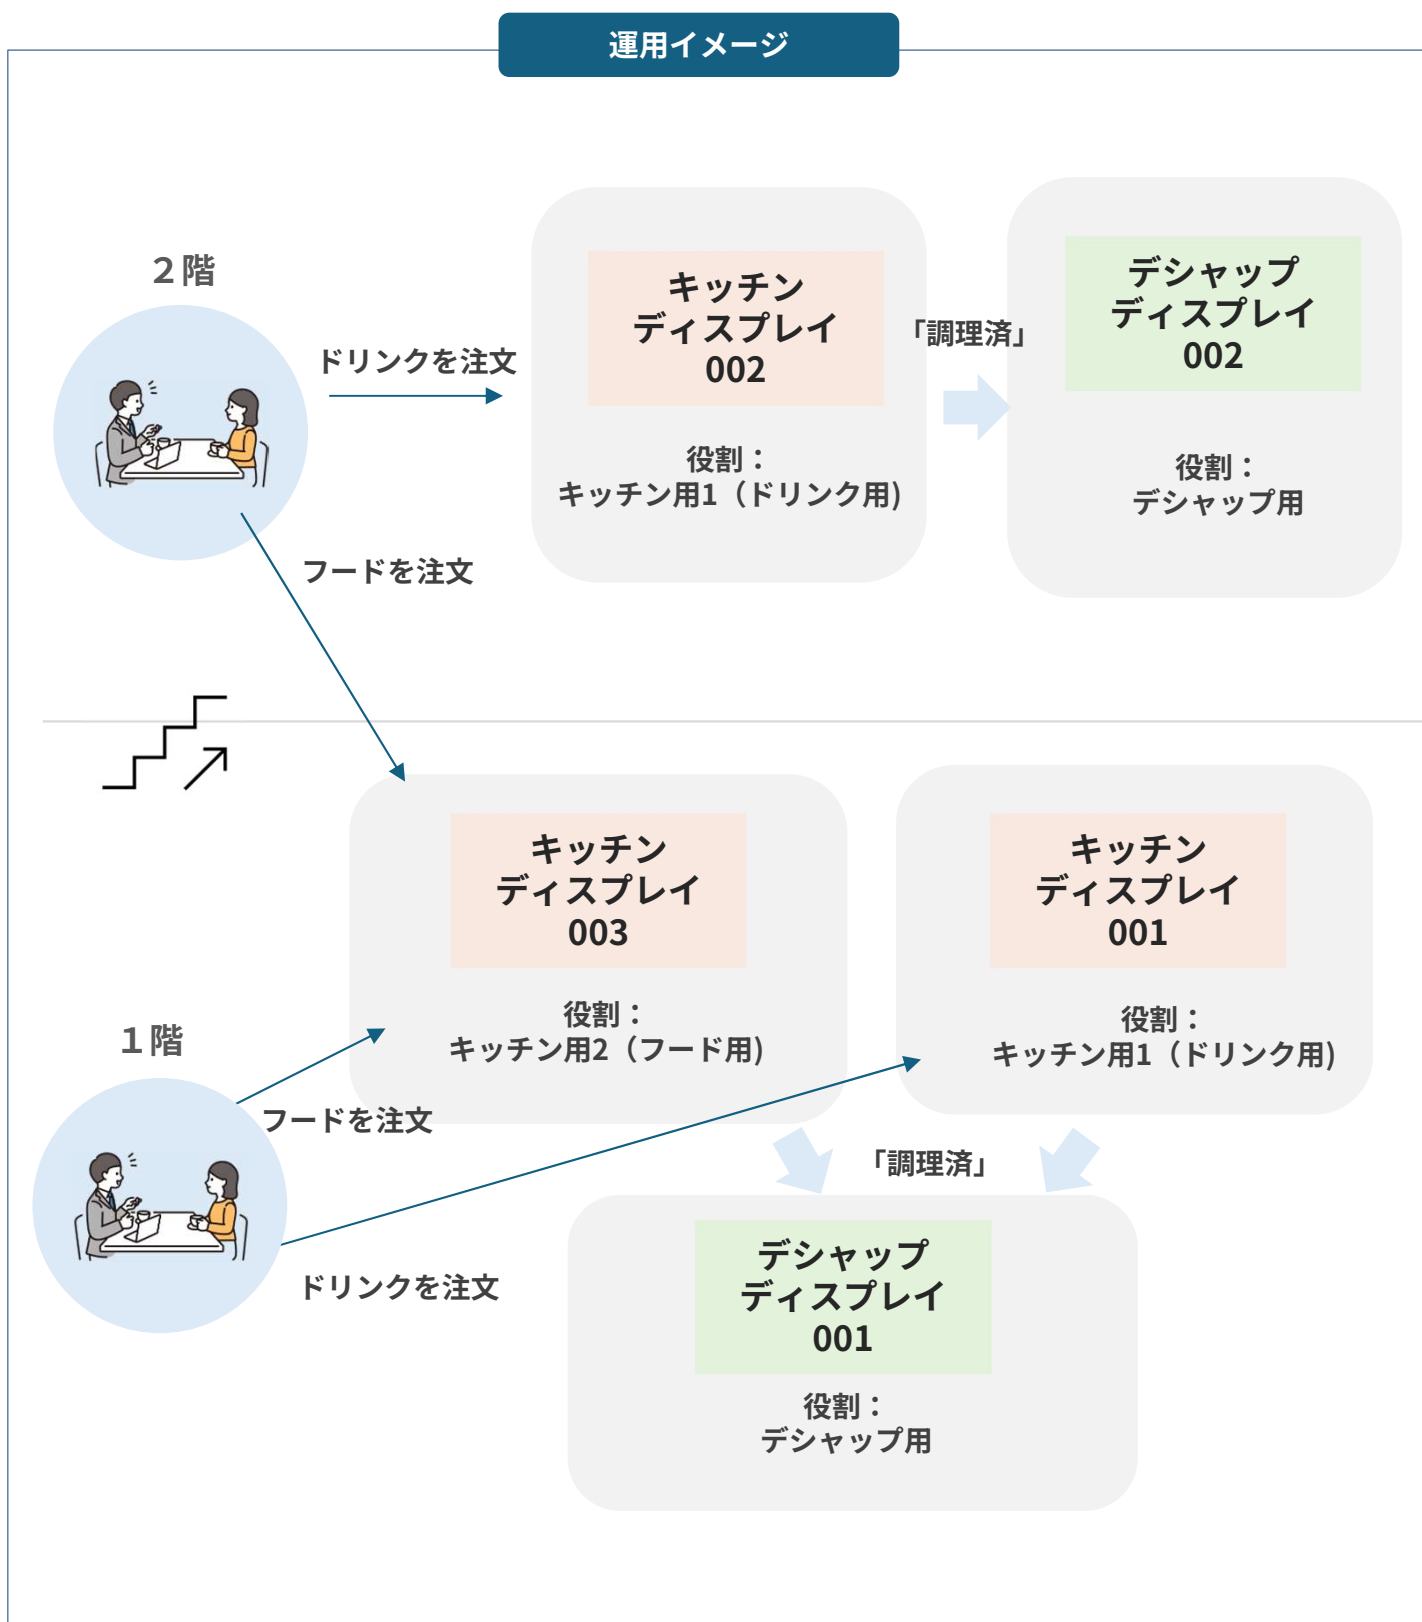 運用イメージ
２階
ドリンクを注文
キッチン
ディスプレイ
002
役割：
キッチン用1（ドリンク用)
「調理済」
デシャップ
ディスプレイ
002
役割：
デシャップ用
フードを注文
キッチン
ディスプレイ
003
役割：
キッチン用2（フード用)
キッチン
ディスプレイ
001
役割：
キッチン用1（ドリンク用)
１階
フードを注文
ドリンクを注文
「調理済」
デシャップ
ディスプレイ
001
役割：
デシャップ用